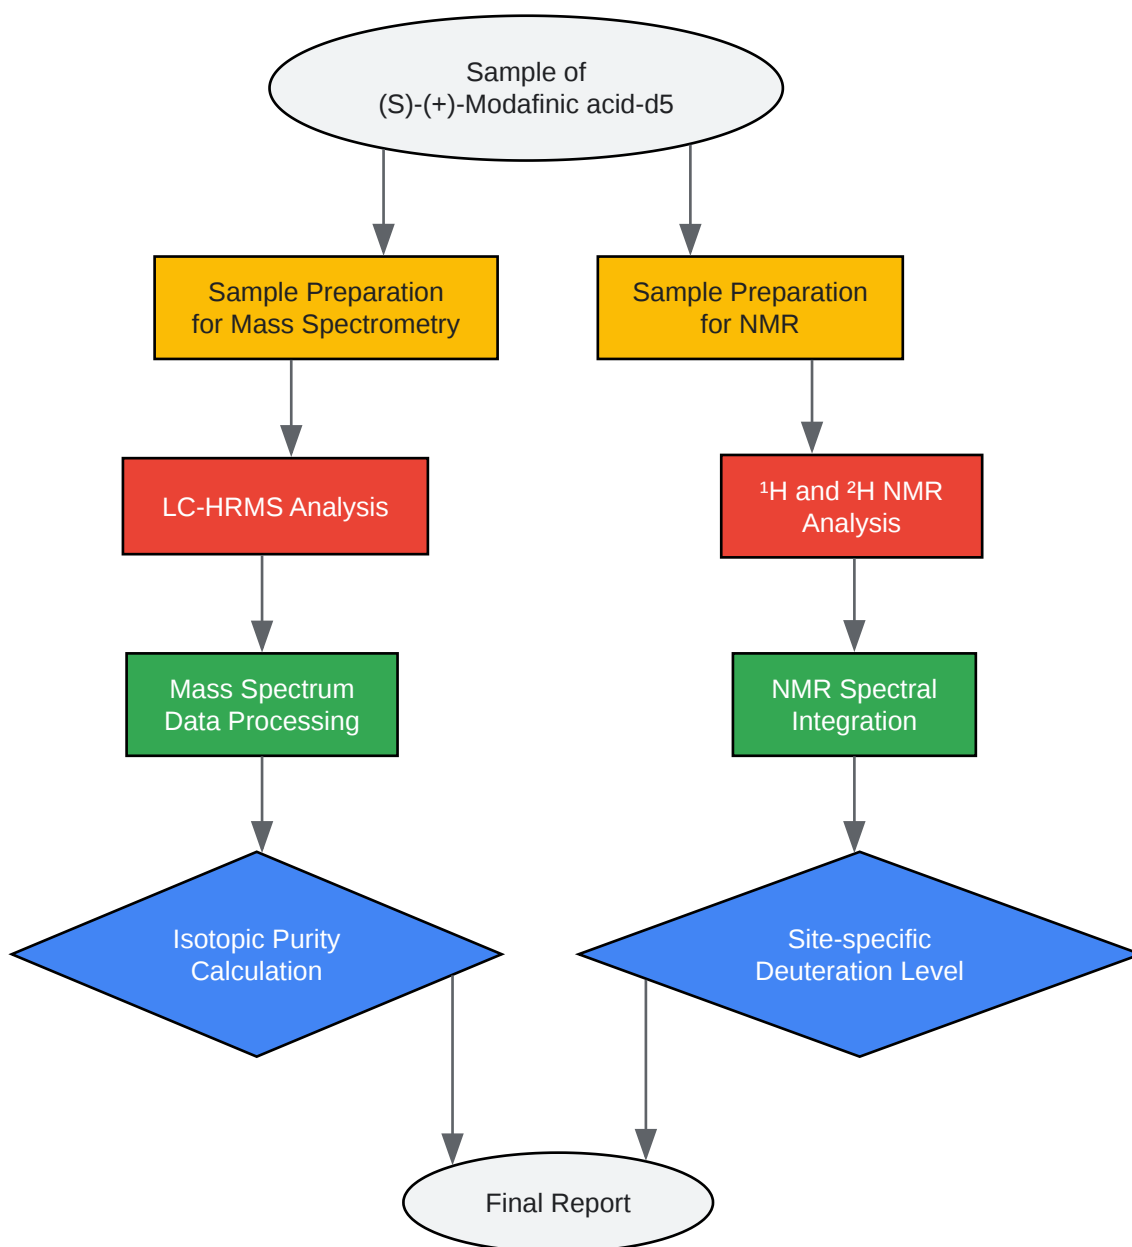 Sample of
(S)-(+)-Modafinic acid-d5
Sample Preparation
for Mass Spectrometry
Sample Preparation
for NMR
LC-HRMS Analysis
¹H and ²H NMR
Analysis
Mass Spectrum
Data Processing
NMR Spectral
Integration
Isotopic Purity
Calculation
Site-specific
Deuteration Level
Final Report